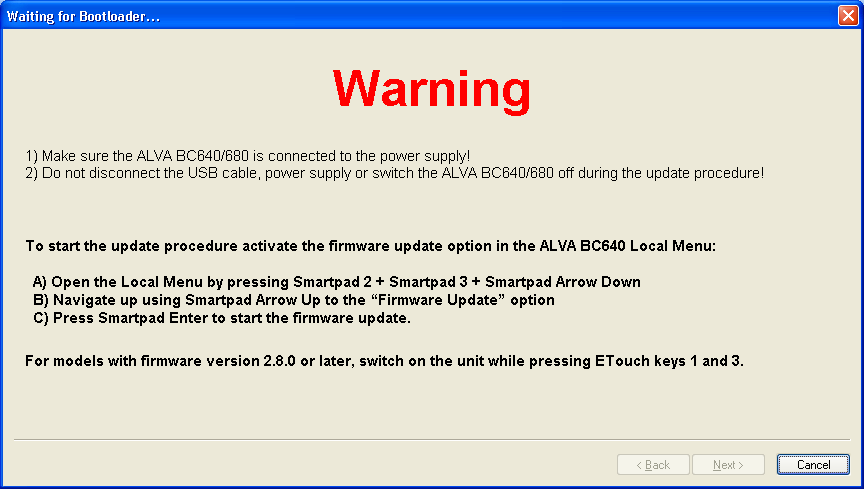 Waiting for Bootloader...
Warning
1) Make sure the ALVA BC640/680 is connected to the power supply!
2) Do not disconnect the USB cable, power supply or switch the ALVA BC640/680 off during the update procedure!
To start the update procedure activate the firmware update option in the ALVA BC640 Local Menu:
A) Open the Local Menu by pressing Smartpad 2 + Smartpad 3 + Smartpad Arrow Down
B) Navigate up using Smartpad Arrow Up to the “Firmware Update” option
C) Press Smartpad Enter to start the firmware update.
For models with firmware version 2.8.0 or later, switch on the unit while pressing ETouch keys 1 and 3.
< Back Next > Cancel